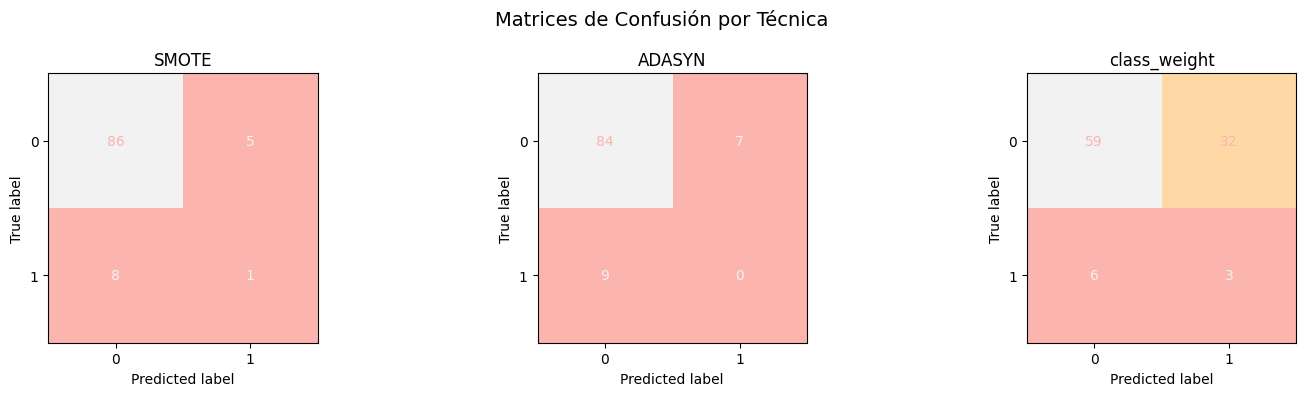 Matrices de Confusión por Técnica
SMOTE
0
86
5
1
8
1
True label
0
1
Predicted label
ADASYN
0
84
7
1
9
0
True label
0
1
Predicted label
class_weight
0
59
32
1
6
3
True label
0
1
Predicted label